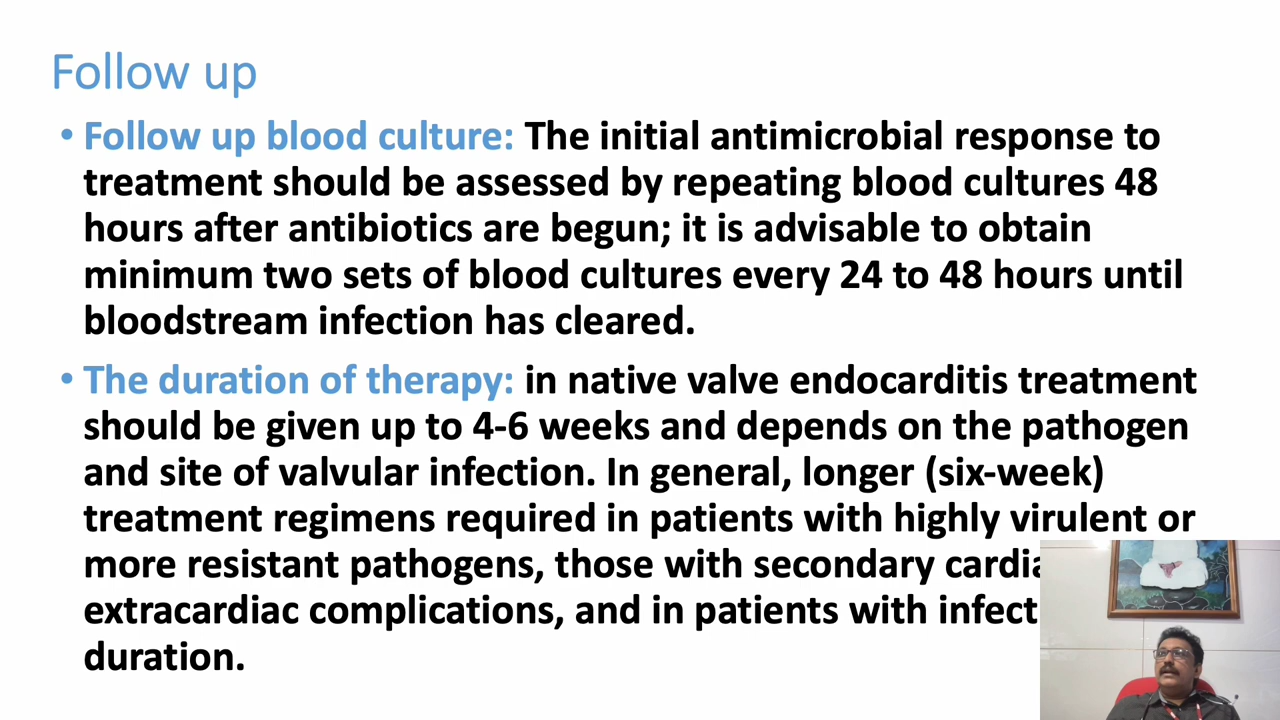 Follow up
• Follow up blood culture: The initial antimicrobial response to
treatment should be assessed by repeating blood cultures 48
hours after antibiotics are begun; it is advisable to obtain
minimum two sets of blood cultures every 24 to 48 hours until
bloodstream infection has cleared.
• The duration of therapy: in native valve endocarditis treatment
should be given up to 4-6 weeks and depends on the pathogen
and site of valvular infection. In general, longer (six-week)
treatment regimens required in patients with highly virulent or
more resistant pathogens, those with secondary
extracardiac complications, and in patients with
duration.